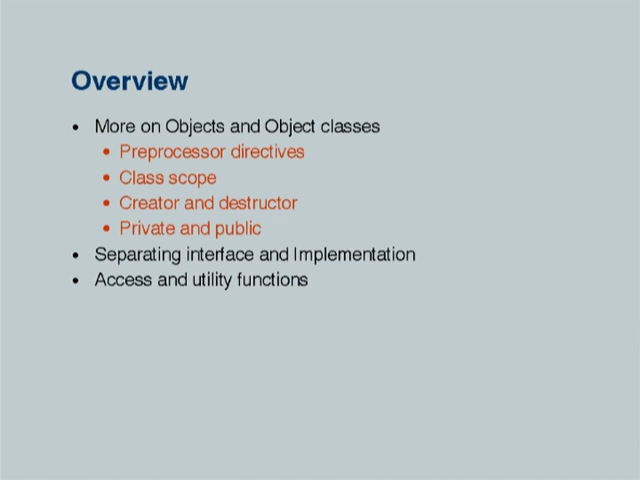 Overview
• More on Objects and Object classes
• Preprocessor directives
• Class scope
• Creator and destructor
• Private and public
• Separating interface and Implementation
• Access and utility functions